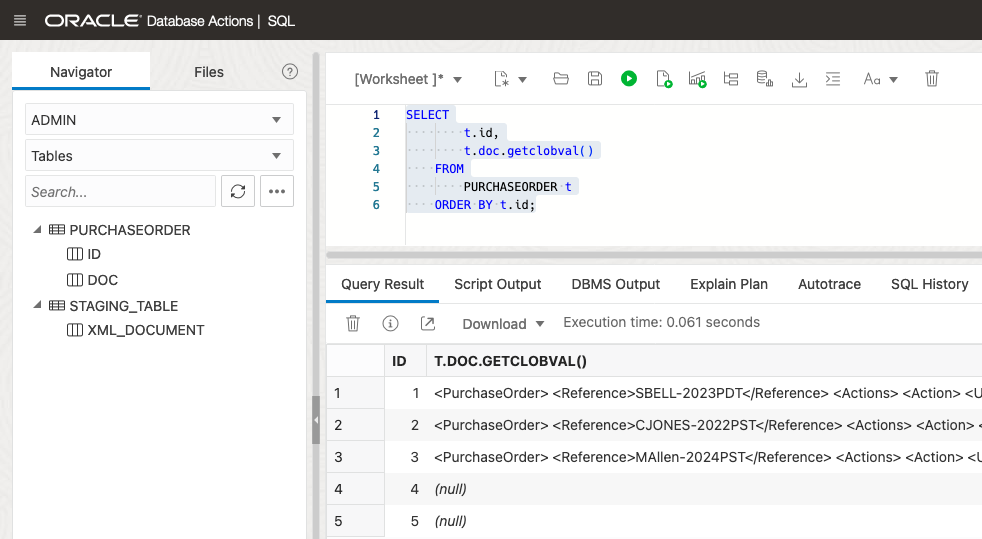 ORACLE Database Actions | SQL
Navigator
Files
?
ADMIN
Tables
Search...
PURCHASEORDER
ID
DOC
STAGING_TABLE
XML_DOCUMENT
[Worksheet ]*
Aa
1 SELECT
2 t.id,
3 t.doc.getclobval()
4 FROM
5 PURCHASEORDER t
6 ORDER BY t.id;
Query Result Script Output DBMS Output Explain Plan Autotrace SQL History
Download Execution time: 0.061 seconds
ID T.DOC.GETCLOBVAL()
1 1 <PurchaseOrder> <Reference>SBELL-2023PDT</Reference> <Actions> <Action> <U
2 2 <PurchaseOrder> <Reference>CJONES-2022PST</Reference> <Actions> <Action> <
3 3 <PurchaseOrder> <Reference>MAllen-2024PST</Reference> <Actions> <Action> <U
4 4 (null)
5 5 (null)